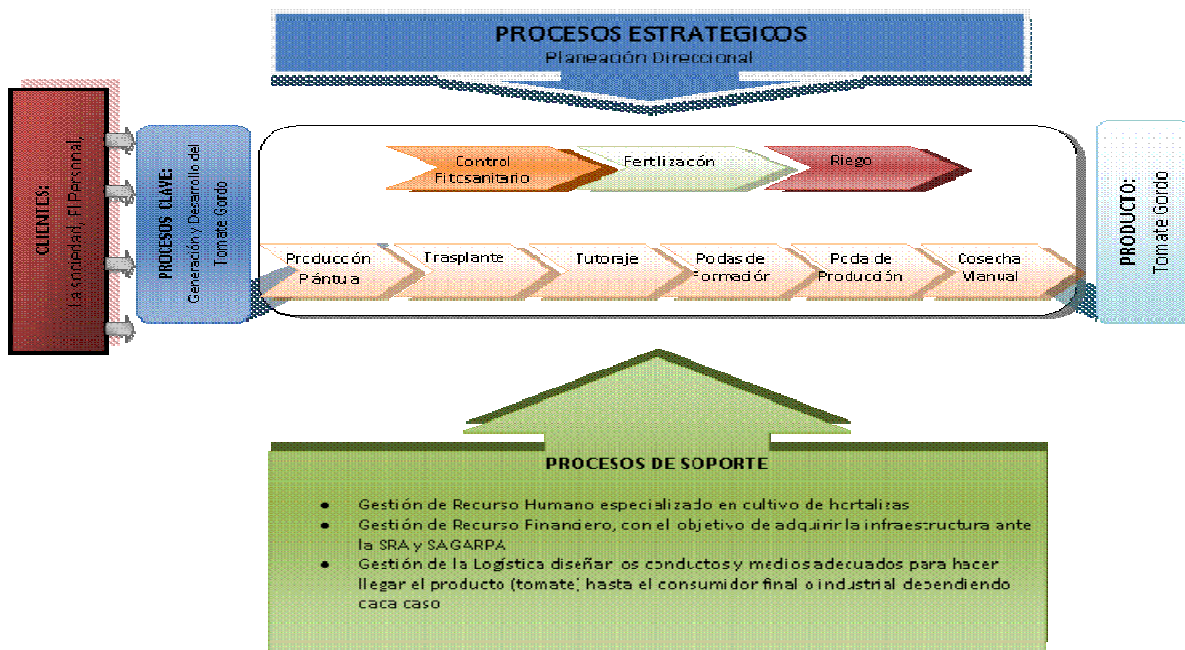 PROCESOS ESTRATEGICOS
Planeación Direccional
CLIENTES:
La sociedad, El Personal,
PROCESOS CLAVE:
Generación y Desarrollo del
Tomate Gordo
Control
Fitosanitario
Fertilización
Riego
Producción
Plántula
Trasplante
Tutoraje
Podas de
Formación
Poda de
Producción
Cosecha
Manual
PRODUCTO:
Tomate Gordo
PROCESOS DE SOPORTE
● Gestión de Recurso Humano especializado en cultivo de hortalizas
● Gestión de Recurso Financiero, con el objetivo de adquirir la infraestructura ante
la SRA y SAGARPA
● Gestión de la Logística diseñar los conductos y medios adecuados para hacer
llegar el producto (tomate) hasta el consumidor final o industrial dependiendo
cada caso